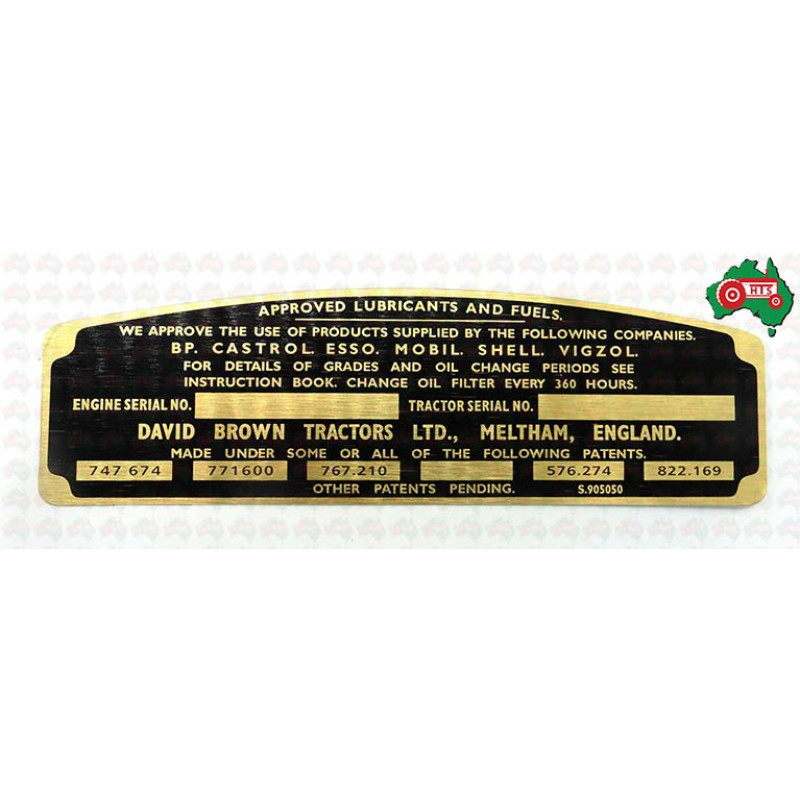 APPROVED LUBRICANTS AND FUELS.
WE APPROVE THE USE OF PRODUCTS SUPPLIED BY THE FOLLOWING COMPANIES.
BP. CASTROL. ESSO. MOBIL. SHELL. VIGZOL.
FOR DETAILS OF GRADES AND OIL CHANGE PERIODS SEE
INSTRUCTION BOOK. CHANGE OIL FILTER EVERY 360 HOURS.
ENGINE SERIAL NO. TRACTOR SERIAL NO.
DAVID BROWN TRACTORS LTD., MELTHAM, ENGLAND.
MADE UNDER SOME OR ALL OF THE FOLLOWING PATENTS.
747 674 771600 767.210 576.274 822.169
OTHER PATENTS PENDING. S.905050
HTS